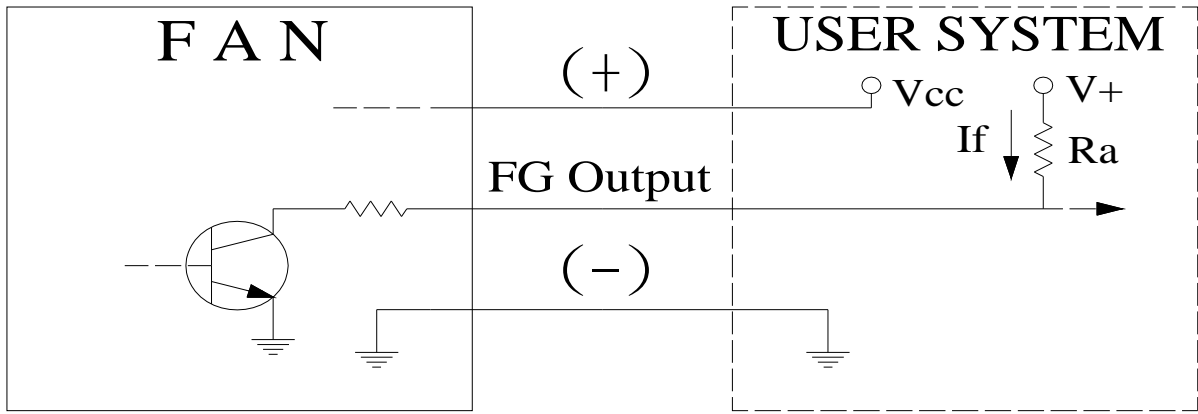 F A N
USER SYSTEM
(+)
Vcc
V+
If
Ra
FG Output
(-)